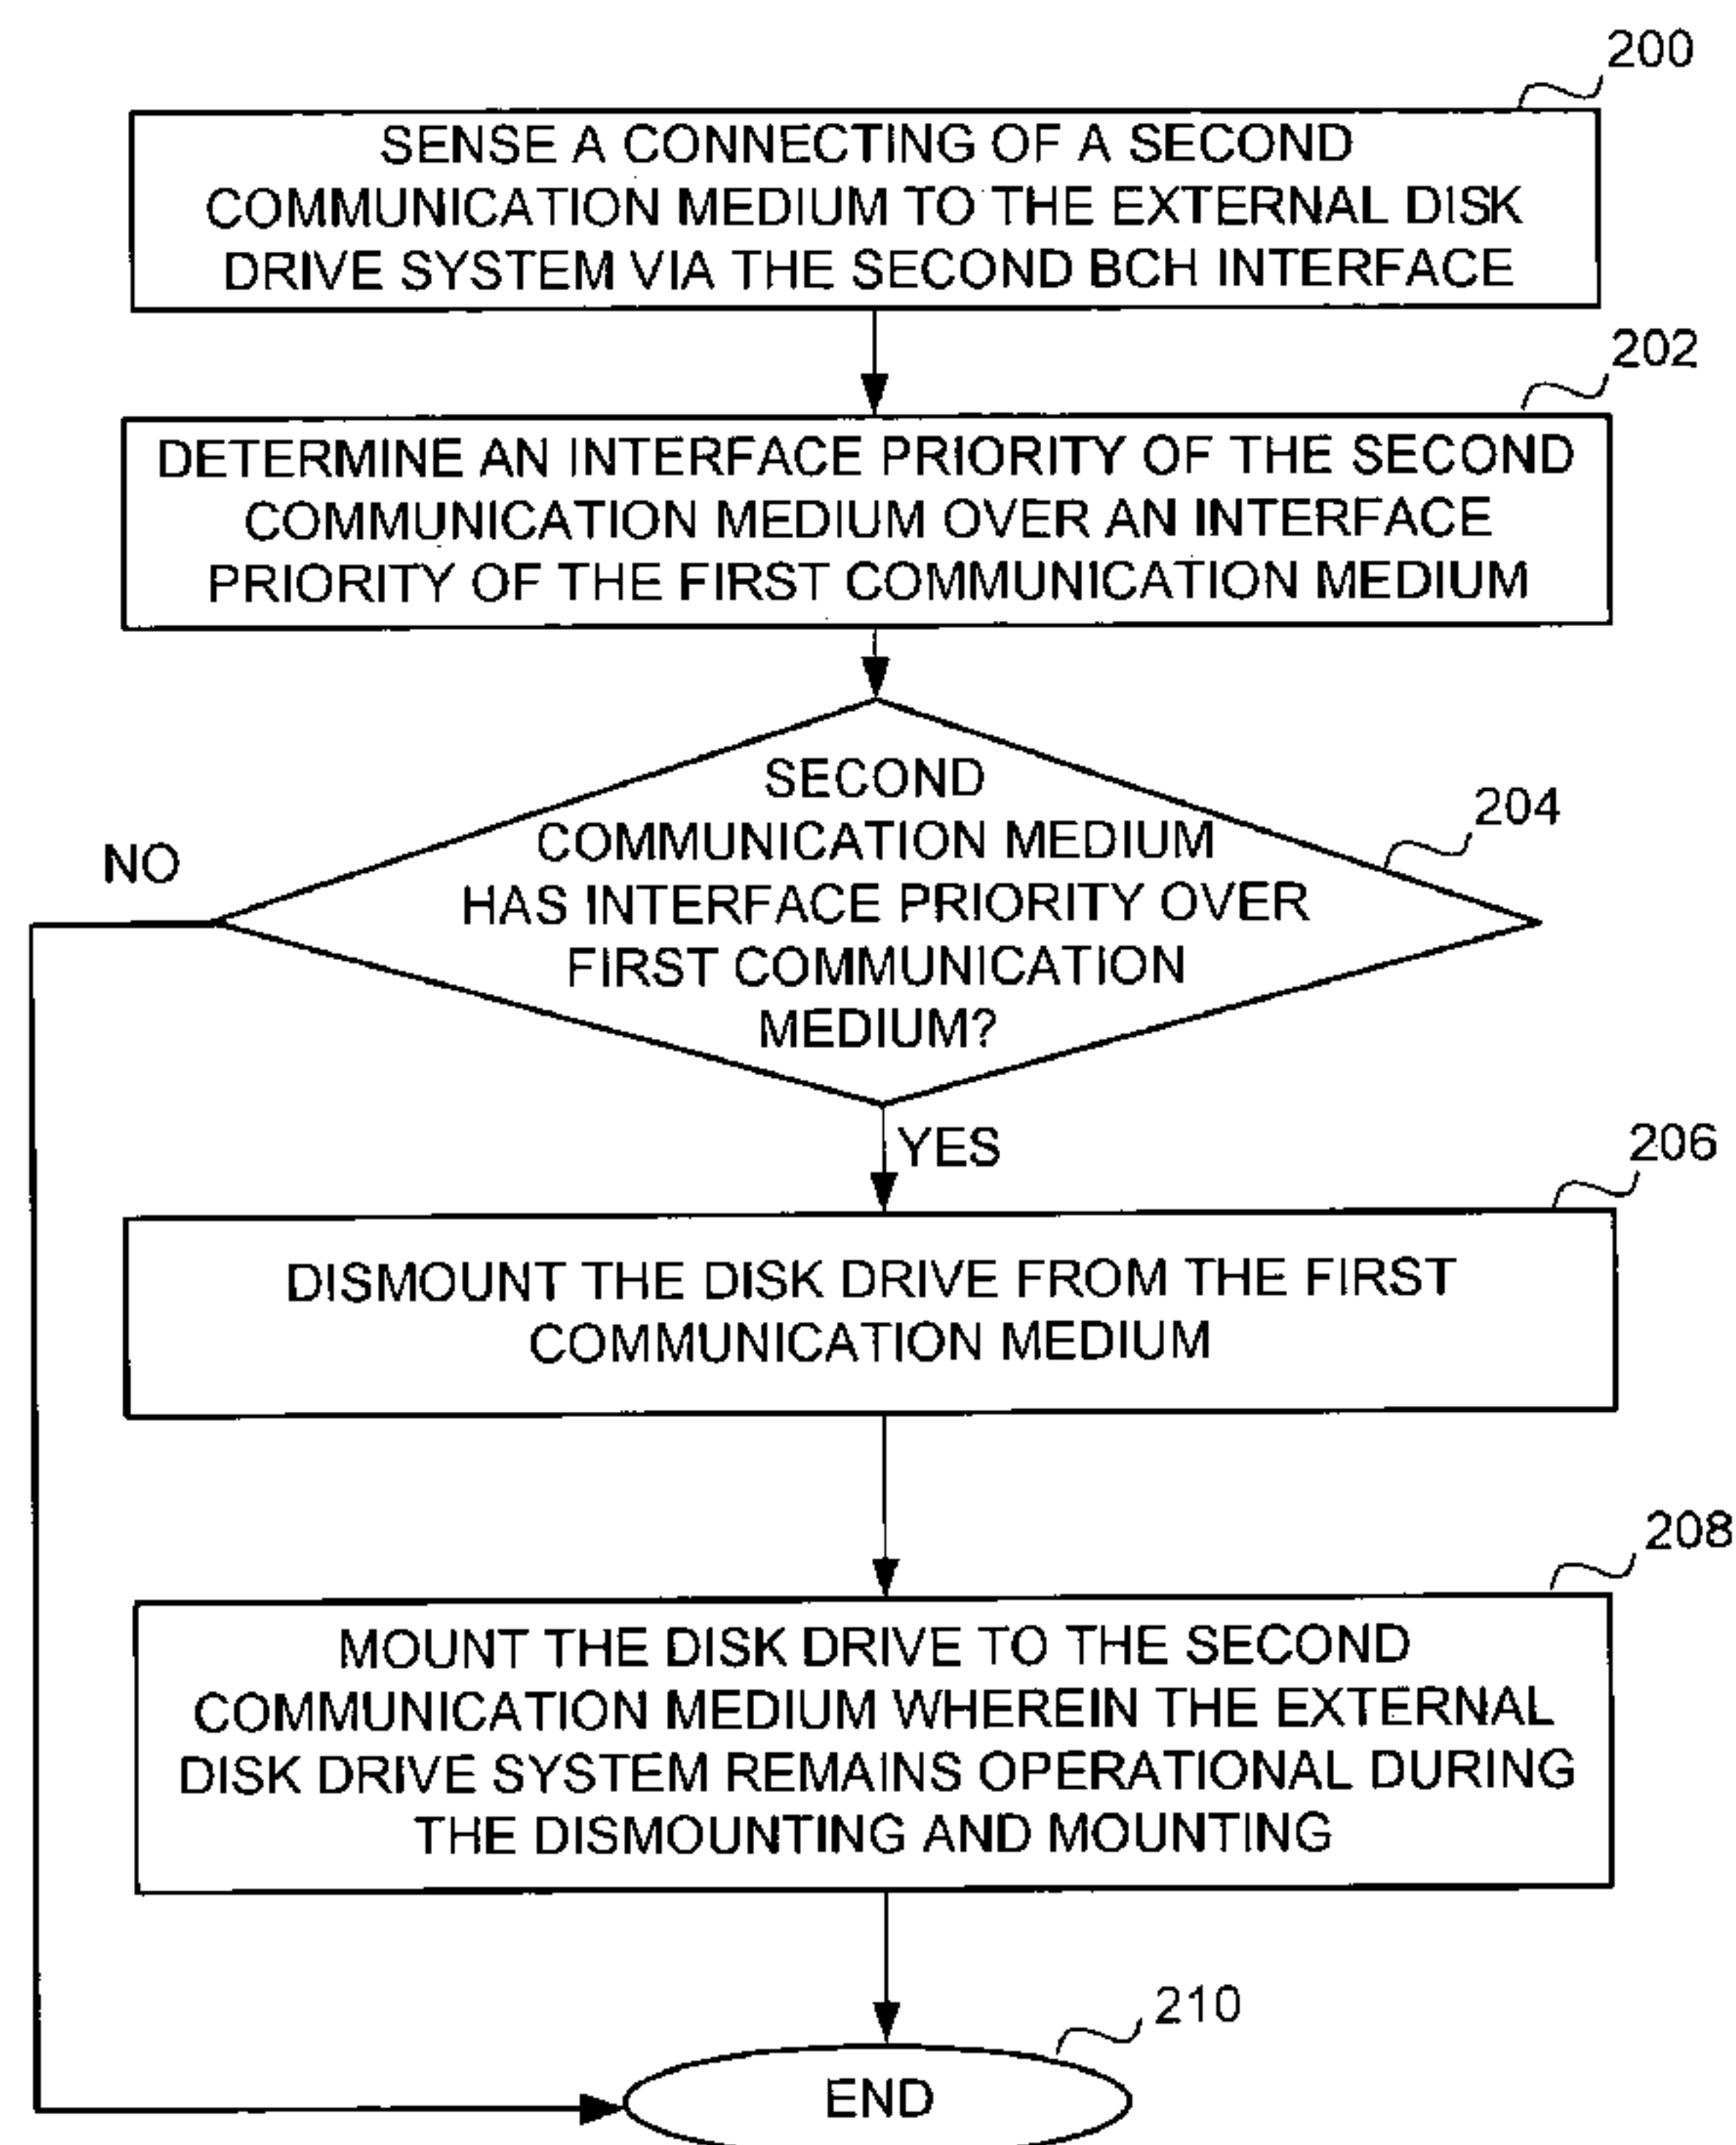 200
SENSE A CONNECTING OF A SECOND
COMMUNICATION MEDIUM TO THE EXTERNAL DISK
DRIVE SYSTEM VIA THE SECOND BCH INTERFACE
202
DETERMINE AN INTERFACE PRIORITY OF THE SECOND
COMMUNICATION MEDIUM OVER AN INTERFACE
PRIORITY OF THE FIRST COMMUNICATION MEDIUM
204
SECOND
COMMUNICATION MEDIUM
HAS INTERFACE PRIORITY OVER
FIRST COMMUNICATION
MEDIUM?
NO
YES
206
DISMOUNT THE DISK DRIVE FROM THE FIRST
COMMUNICATION MEDIUM
208
MOUNT THE DISK DRIVE TO THE SECOND
COMMUNICATION MEDIUM WHEREIN THE EXTERNAL
DISK DRIVE SYSTEM REMAINS OPERATIONAL DURING
THE DISMOUNTING AND MOUNTING
210
END